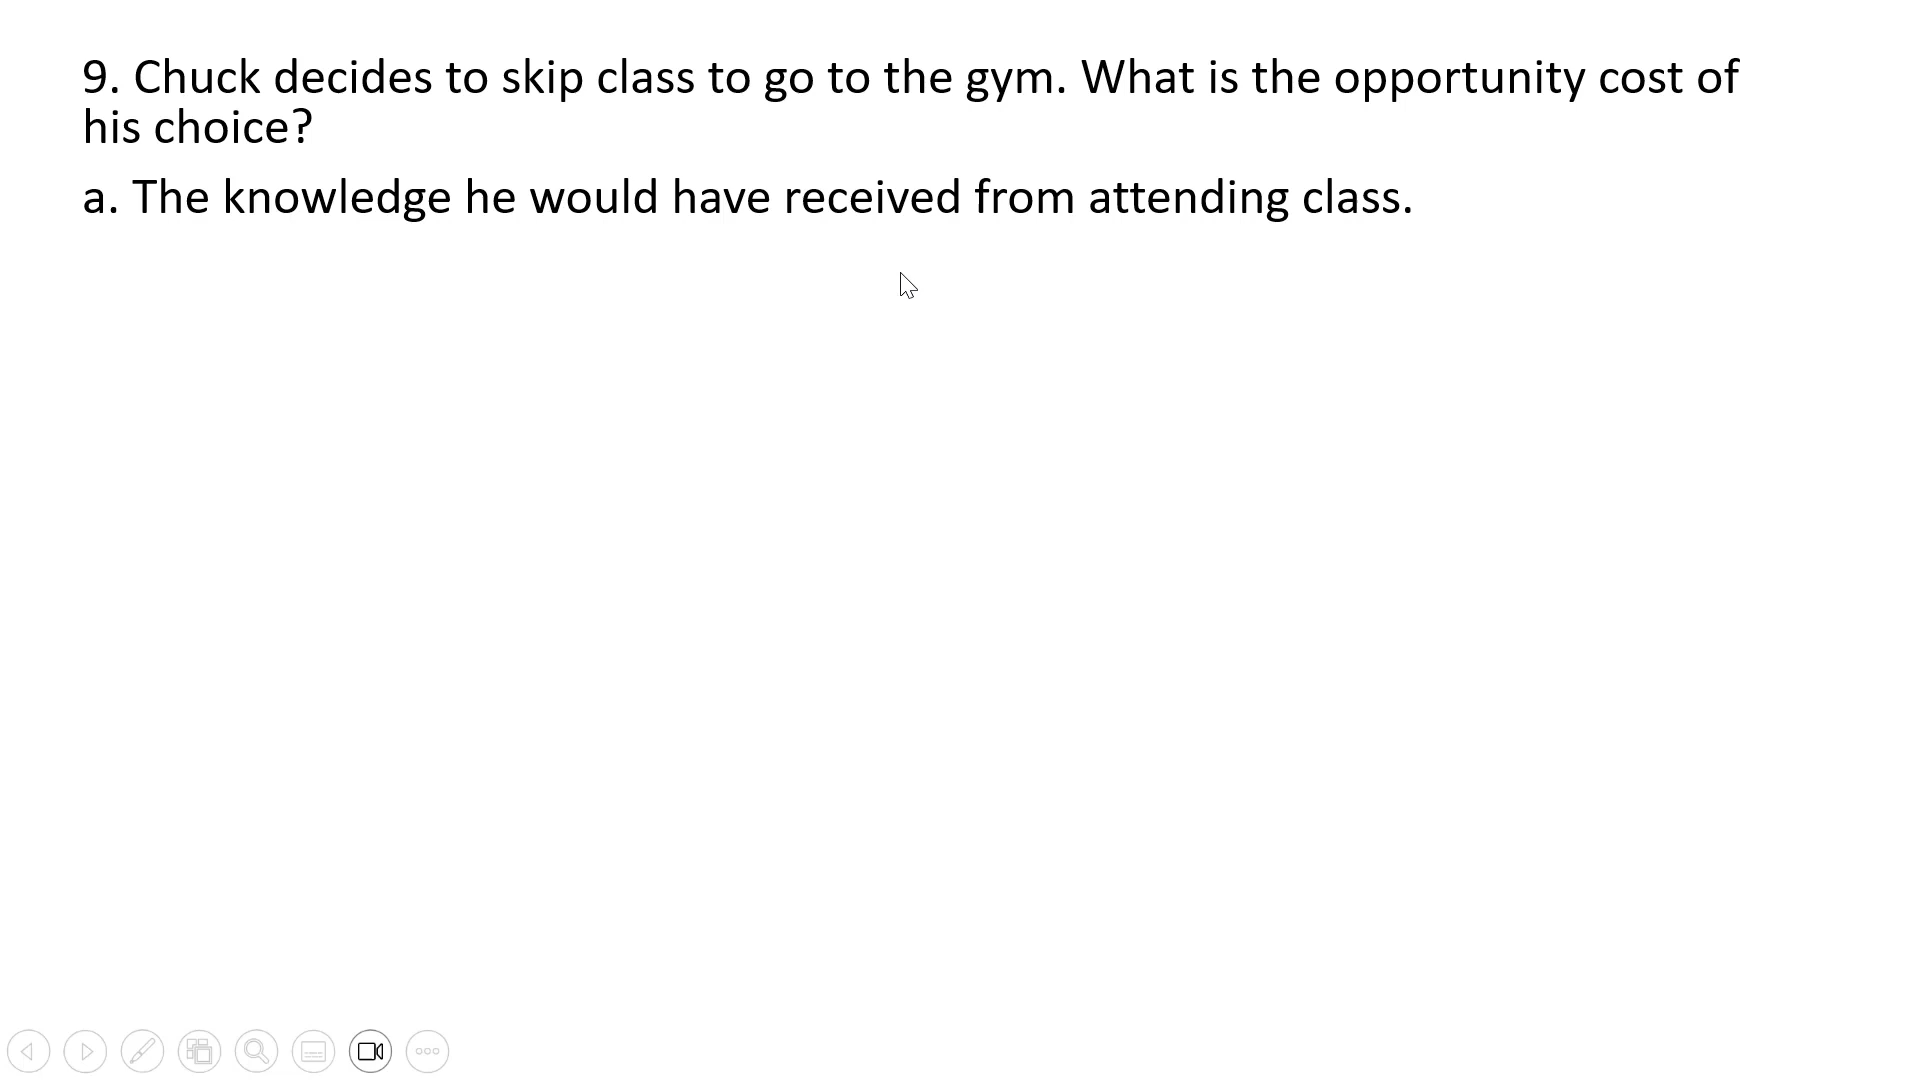 9. Chuck decides to skip class to go to the gym. What is the opportunity cost of
his choice?
a. The knowledge he would have received from attending class.